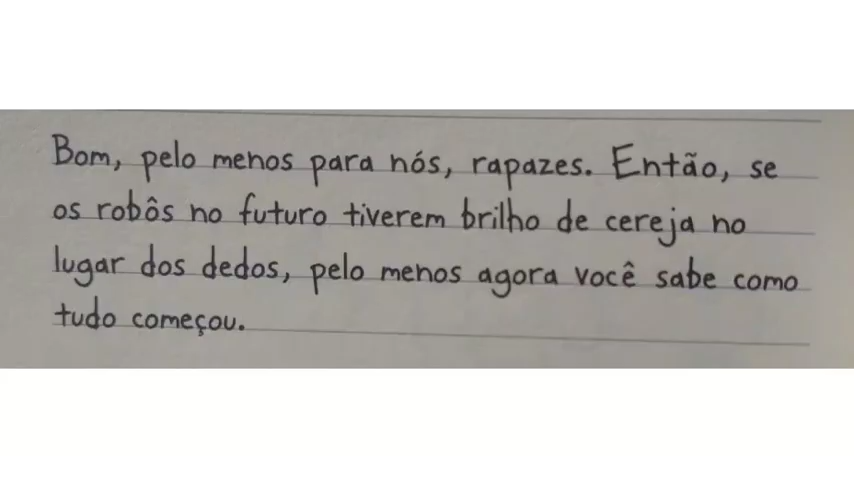 Bom, pelo menos para nós, rapazes. Então, se
os robôs no futuro tiverem brilho de cereja no
lugar dos dedos, pelo menos agora você sabe como
tudo começou.